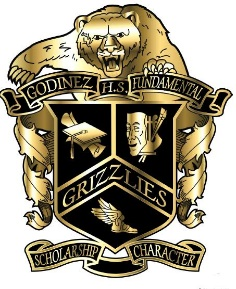 GODINEZ H.S. FUNDAMENTAL
GRIZZLIES
SCHOLARSHIP CHARACTER